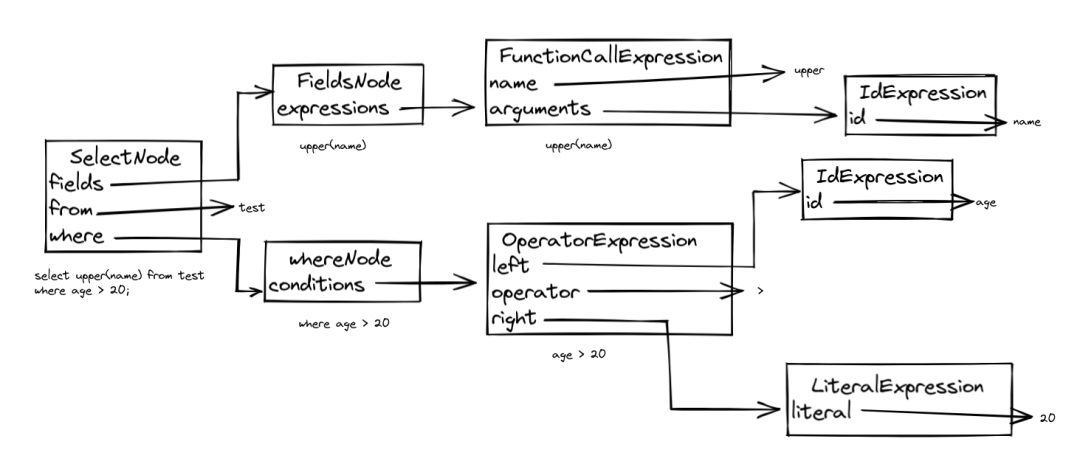 SelectNode
fields
from
test
where
select upper(name) from test
where age > 20;
FieldsNode
expressions
upper(name)
FunctionCallExpression
name
upper
arguments
upper(name)
IdExpression
id
name
whereNode
conditions
where age > 20
OperatorExpression
left
operator
>
right
age > 20
IdExpression
id
age
LiteralExpression
literal
20